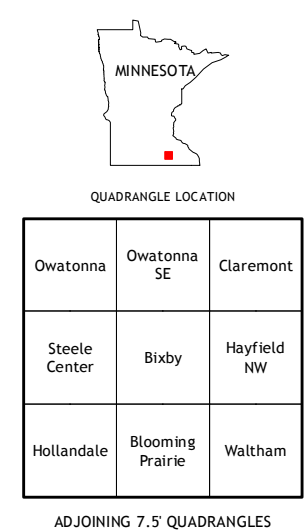 MINNESOTA
QUADRANGLE LOCATION
Owatonna
Owatonna
SE
Claremont
Steele
Center
Bixby
Hayfield
NW
Hollandale
Blooming
Prairie
Waltham
ADJOINING 7.5' QUADRANGLES